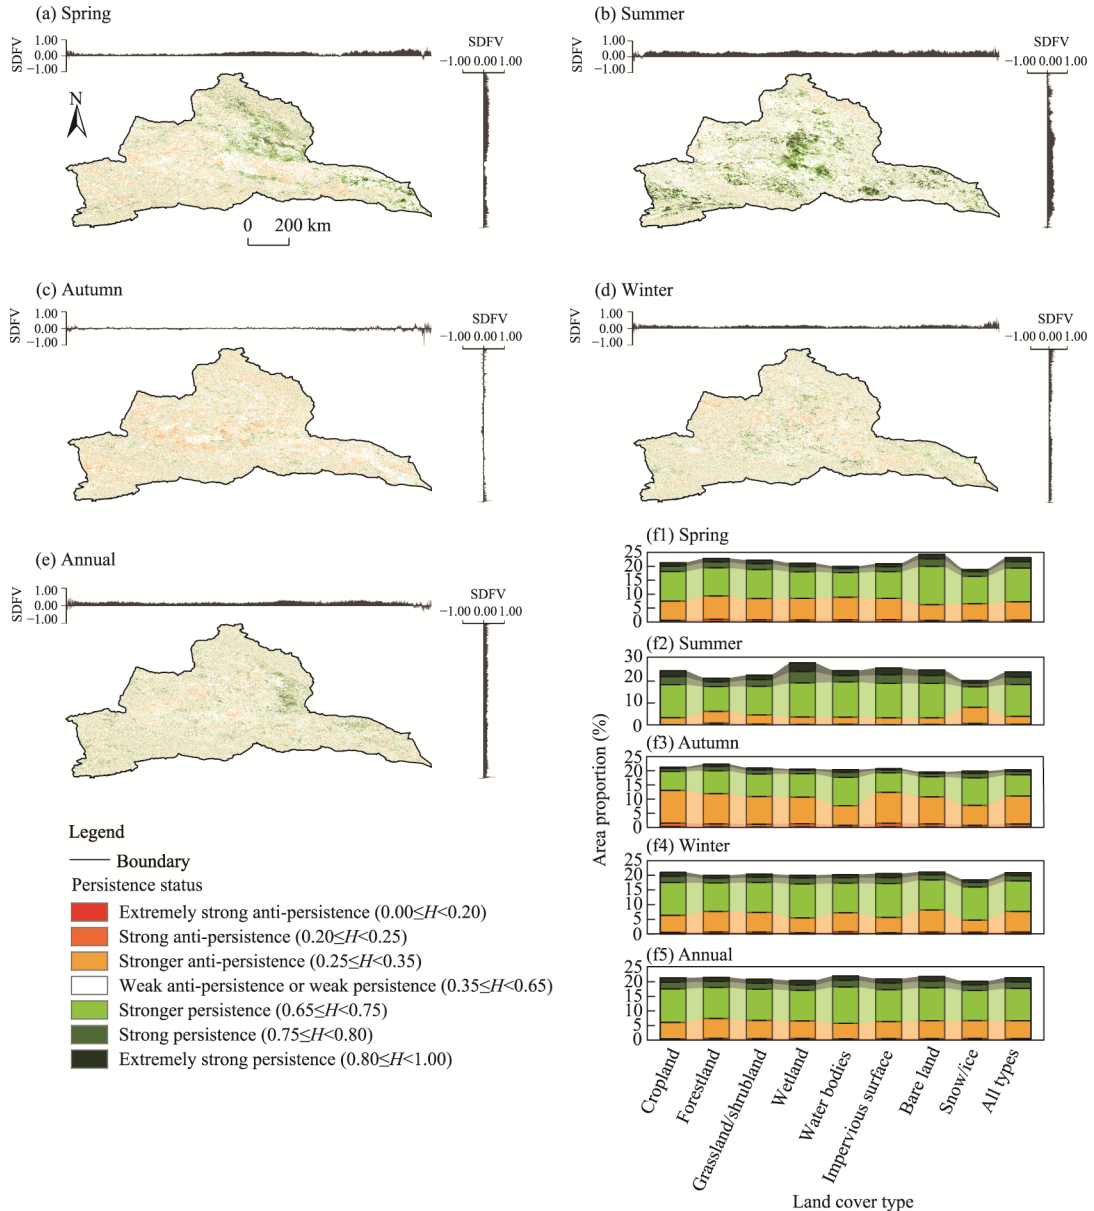 (a) Spring
SDFV
1.00
0.00
−1.00
SDFV
−1.00 0.00 1.00
N
0 200 km
(b) Summer
SDFV
1.00
0.00
−1.00
SDFV
−1.00 0.00 1.00
(c) Autumn
SDFV
1.00
0.00
−1.00
SDFV
−1.00 0.00 1.00
(d) Winter
SDFV
1.00
0.00
−1.00
SDFV
−1.00 0.00 1.00
(e) Annual
SDFV
1.00
0.00
−1.00
SDFV
−1.00 0.00 1.00
Legend
Boundary
Persistence status
Extremely strong anti-persistence (0.00≤H<0.20)
Strong anti-persistence (0.20≤H<0.25)
Stronger anti-persistence (0.25≤H<0.35)
Weak anti-persistence or weak persistence (0.35≤H<0.65)
Stronger persistence (0.65≤H<0.75)
Strong persistence (0.75≤H<0.80)
Extremely strong persistence (0.80≤H<1.00)
(f1) Spring
25
20
15
10
5
0
(f2) Summer
30
20
10
0
(f3) Autumn
25
20
15
10
5
0
(f4) Winter
25
20
15
10
5
0
(f5) Annual
25
20
15
10
5
0
Area proportion (%)
Cropland
Forestland
Grassland/shrubland
Wetland
Water bodies
Impervious surface
Bare land
Snow/ice
All types
Land cover type